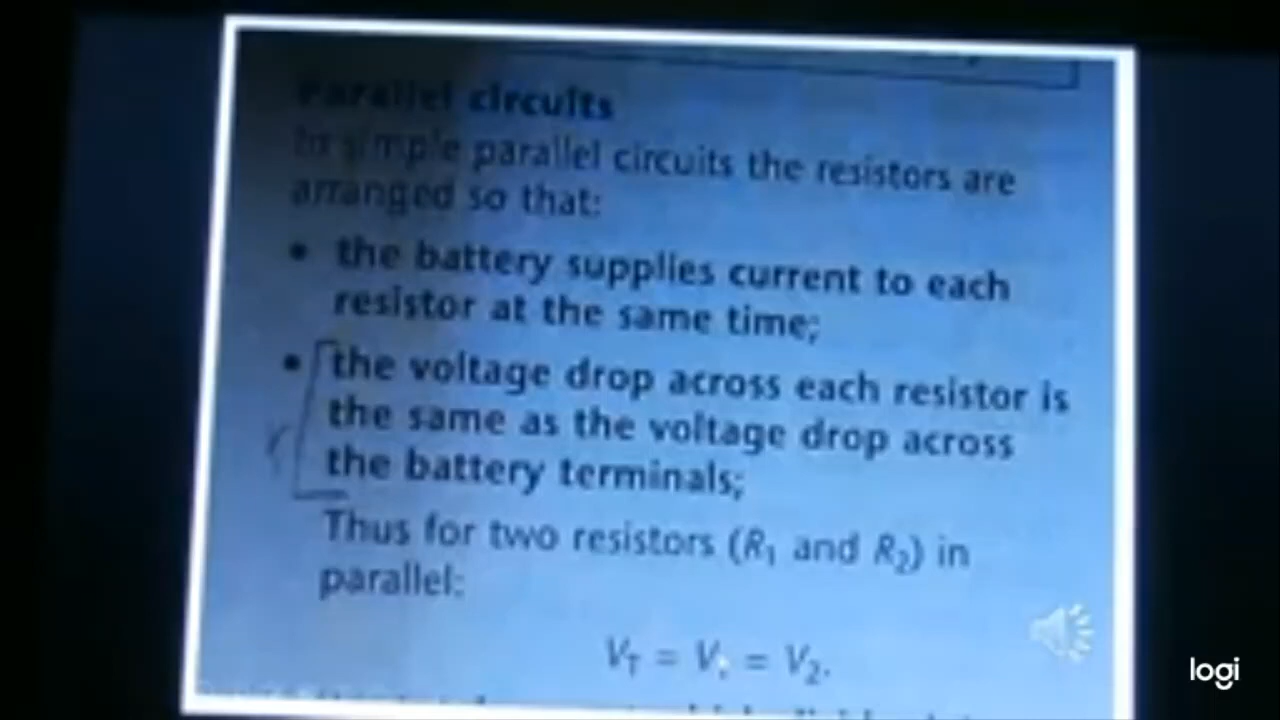 Parallel circuits
In simple parallel circuits the resistors are
arranged so that:
• the battery supplies current to each
resistor at the same time;
• the voltage drop across each resistor is
the same as the voltage drop across
the battery terminals;
Thus for two resistors (R₁ and R₂) in
parallel:
V_T = V₁ = V₂.
logi